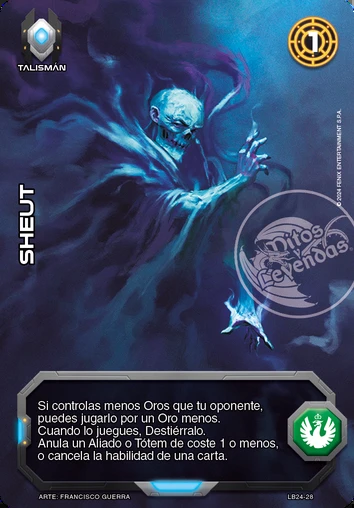 TALISMÁN
1
SHEUT
© 2024 FENIX ENTERTAINMENT S.P.A.
Mitos
y
Leyendas
Si controlas menos Oros que tu oponente,
puedes jugarlo por un Oro menos.
Cuando lo juegues, Destiérralo.
Anula un Aliado o Tótem de coste 1 o menos,
o cancela la habilidad de una carta.
ARTE: FRANCISCO GUERRA
LB24-28